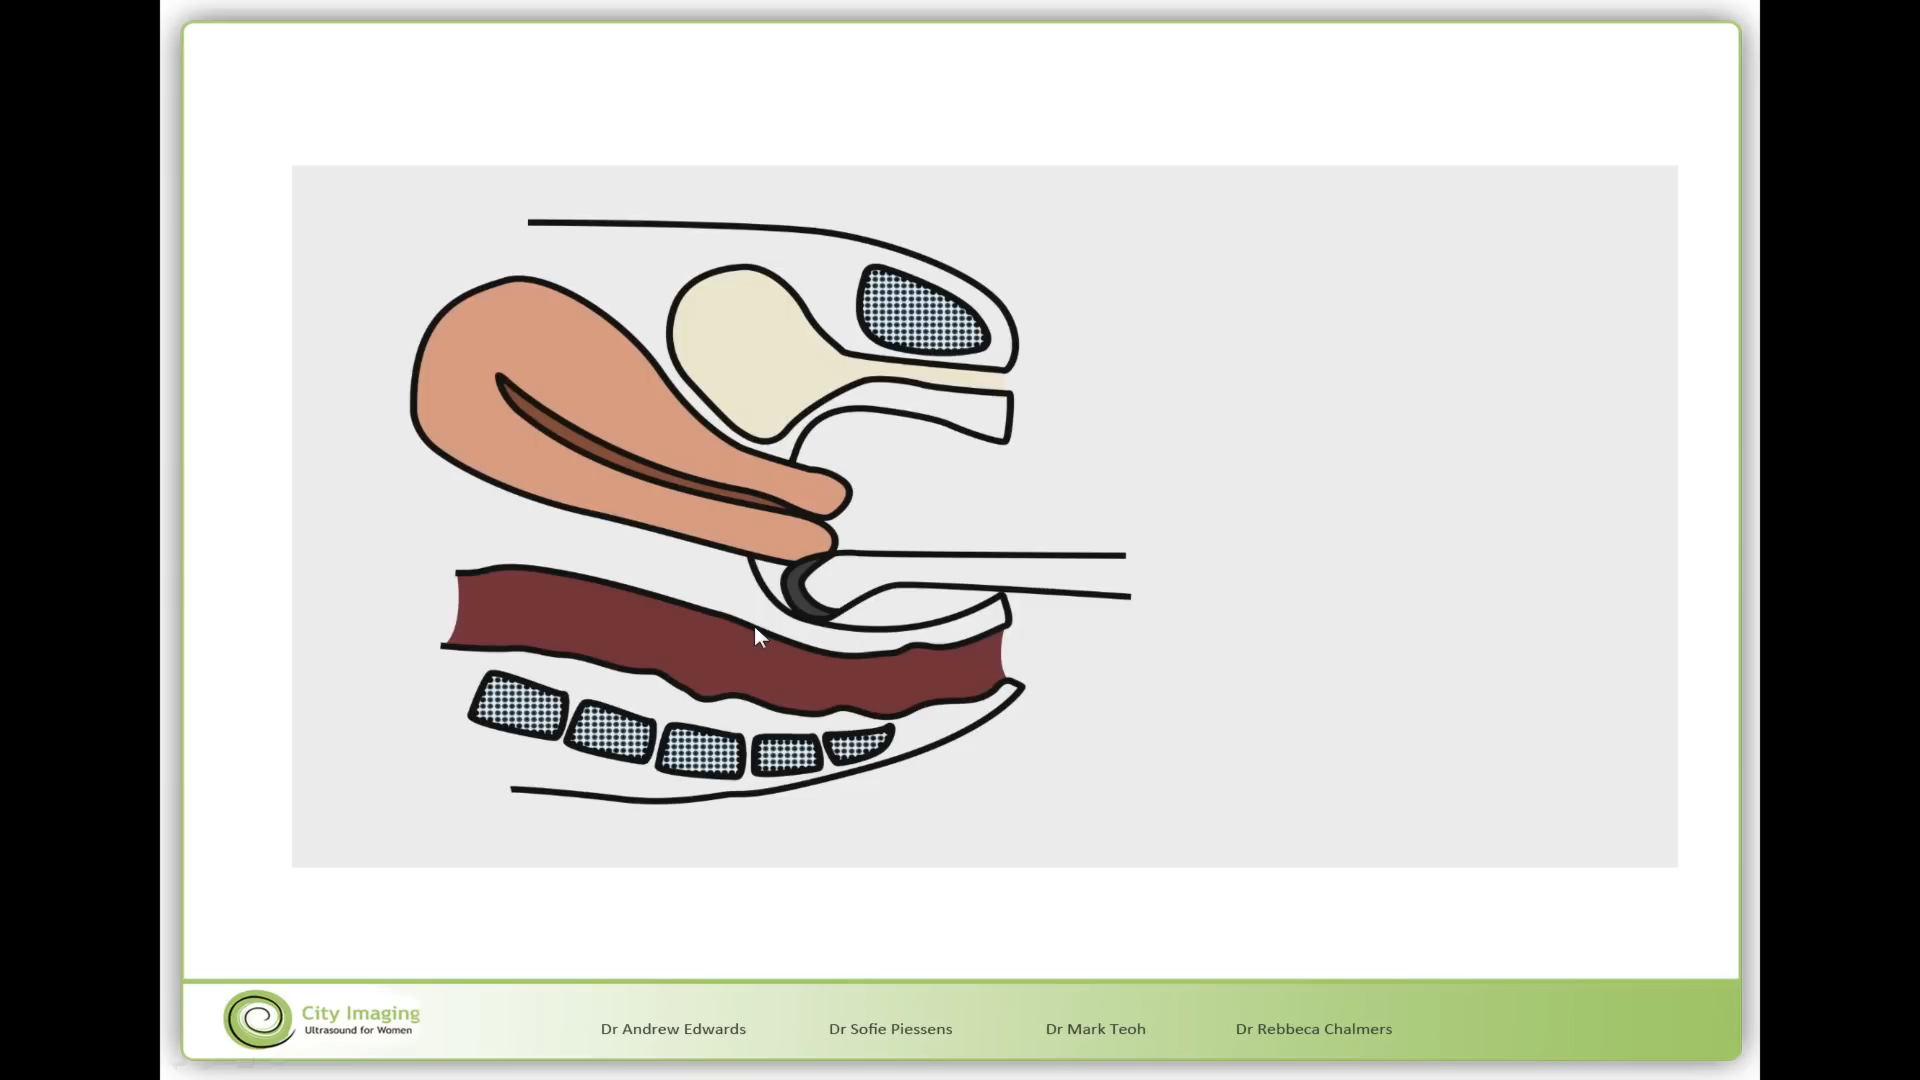 City Imaging
Ultrasound for Women
Dr Andrew Edwards
Dr Sofie Piessens
Dr Mark Teoh
Dr Rebbeca Chalmers